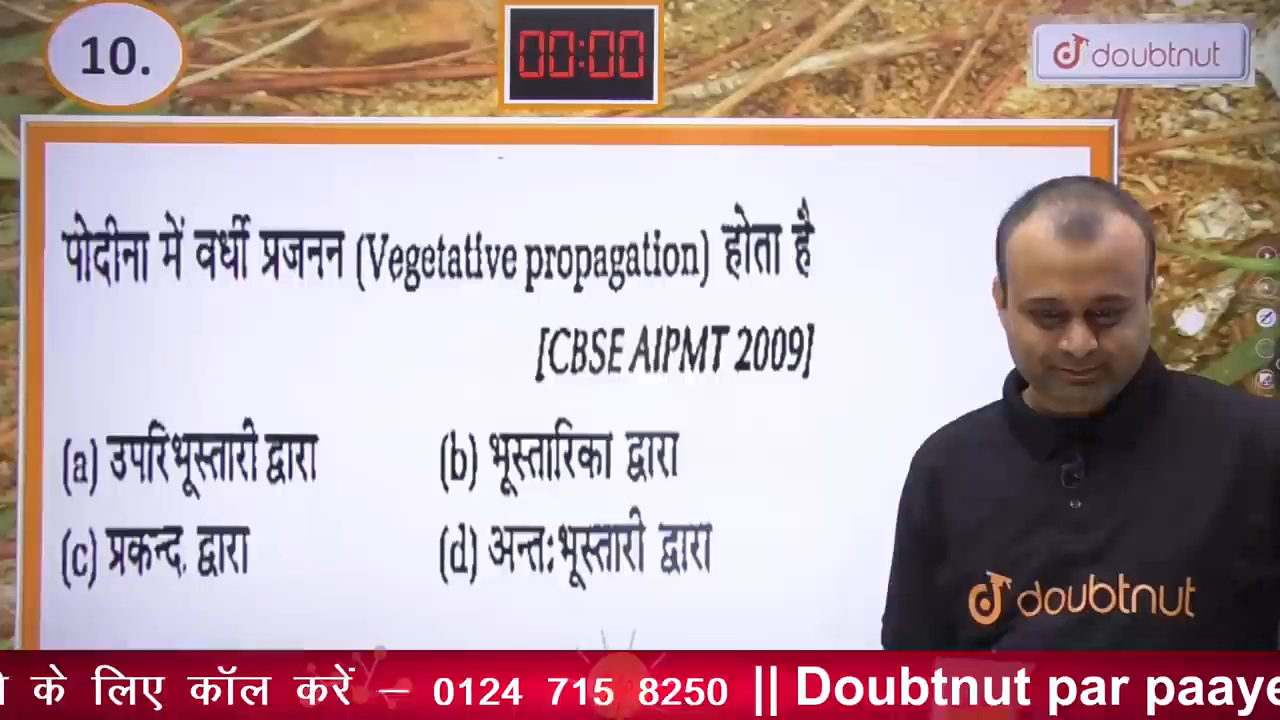 10.
00:00
doubtnut
पोदीना में वर्धी प्रजनन (Vegetative propagation) होता है
[CBSE AIPMT 2009]
(a) उपरिभूस्तारी द्वारा
(b) भूस्तारिका द्वारा
(c) प्रकन्द द्वारा
(d) अन्तःभूस्तारी द्वारा
doubtnut
के लिए कॉल करें – 0124 715 8250 || Doubtnut par paaye